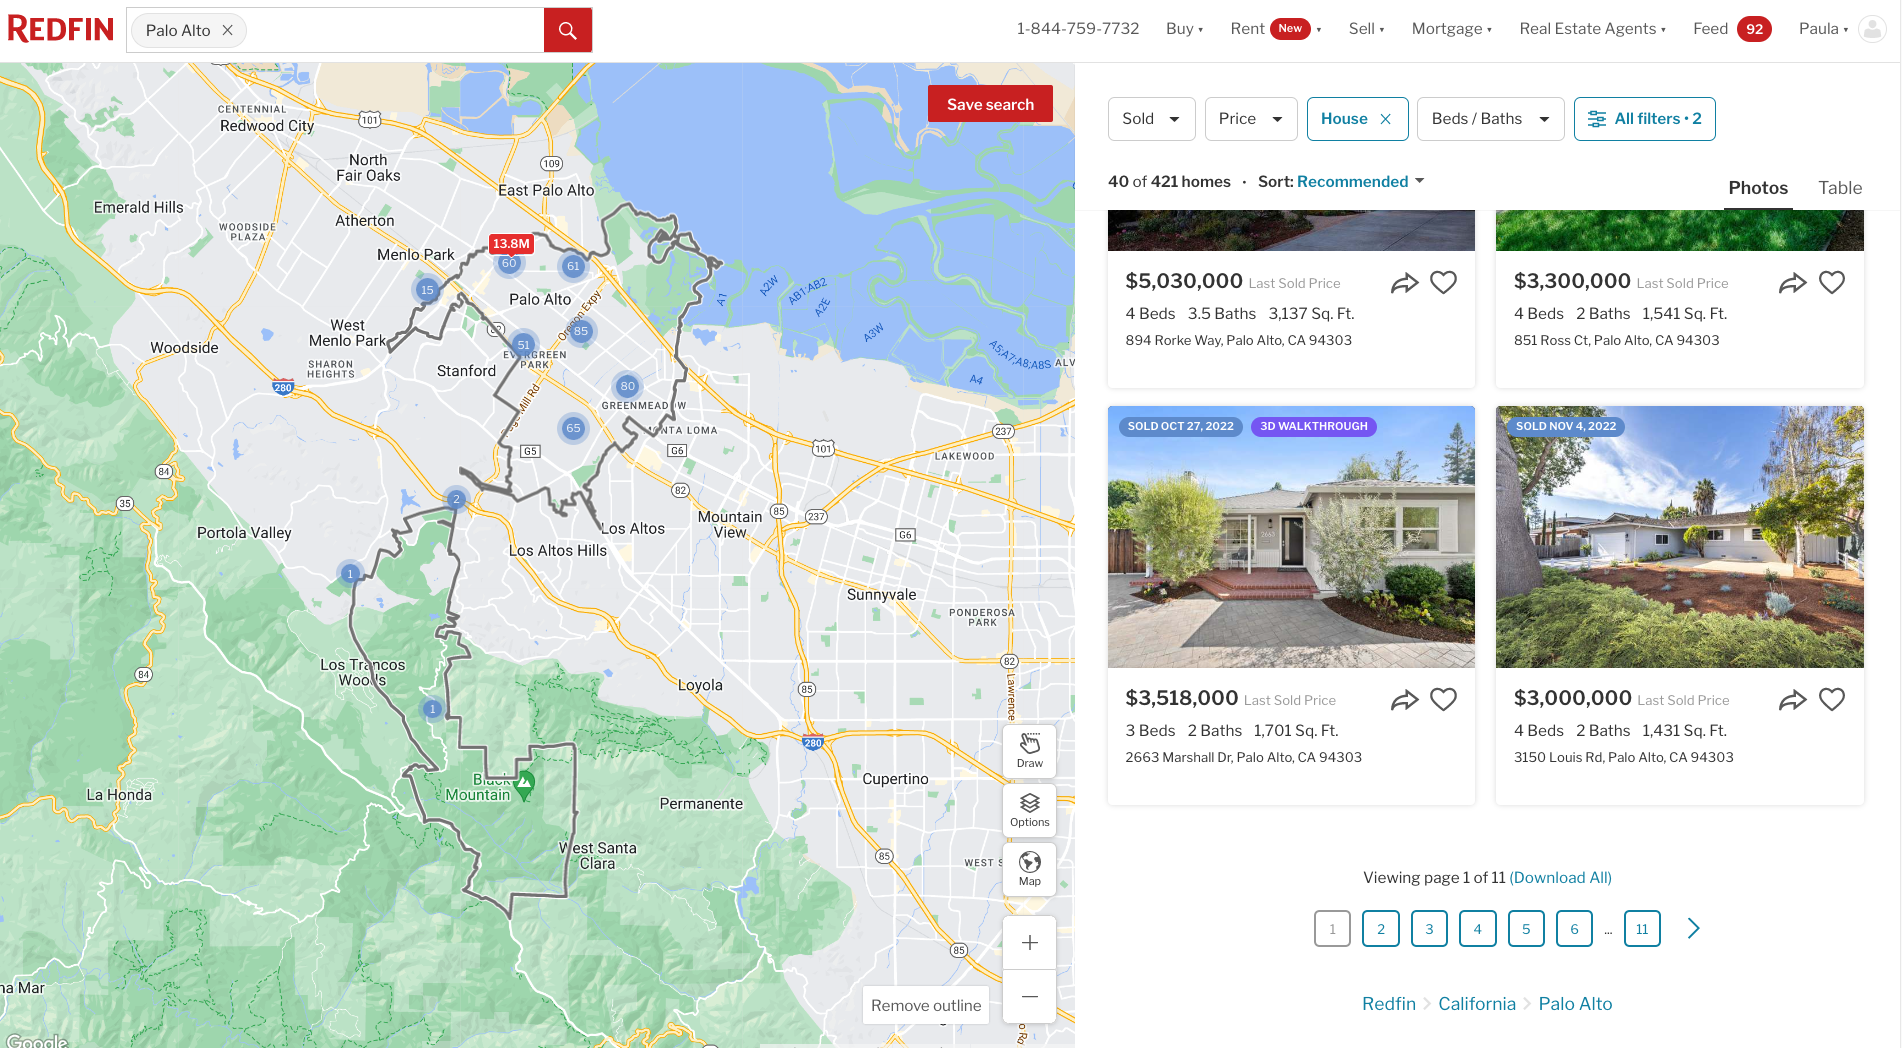 REDFIN
Palo Alto
1-844-759-7732
Buy
Rent
New
Sell
Mortgage
Real Estate Agents
Feed
92
Paula
Save search
CENTENNIAL
Redwood City
101
North
Fair Oaks
109
East Palo Alto
Emerald Hills
Atherton
WOODSIDE
PLAZA
Menlo Park
13.8M
60
61
15
Palo Alto
Oregon Expy
A1
A2W
AB1;AB2
A2E
A3W
A5;A7;A8;A8S
A4
ALV
West
Menlo Park
82
85
51
EVERGREEN
PARK
Woodside
SHARON
HEIGHTS
Stanford
280
80
GREENMEADOW
Page Mill Rd
65
MONTA LOMA
G5
G6
101
237
LAKEWOOD
84
35
2
82
85
237
Mountain
View
G6
Portola Valley
Los Altos
Los Altos Hills
1
Sunnyvale
PONDEROSA
PARK
Los Trancos
Woods
84
82
Lawrence
Loyola
85
1
280
Draw
Black
Mountain
Cupertino
La Honda
Permanente
Options
West Santa
Clara
85
WEST S
Map
85
na Mar
Remove outline
Google
Sold
Price
House
Beds / Baths
All filters • 2
40 of 421 homes • Sort: Recommended
Photos
Table
$5,030,000 Last Sold Price
4 Beds 3.5 Baths 3,137 Sq. Ft.
894 Rorke Way, Palo Alto, CA 94303
$3,300,000 Last Sold Price
4 Beds 2 Baths 1,541 Sq. Ft.
851 Ross Ct, Palo Alto, CA 94303
SOLD OCT 27, 2022
3D WALKTHROUGH
$3,518,000 Last Sold Price
3 Beds 2 Baths 1,701 Sq. Ft.
2663 Marshall Dr, Palo Alto, CA 94303
SOLD NOV 4, 2022
$3,000,000 Last Sold Price
4 Beds 2 Baths 1,431 Sq. Ft.
3150 Louis Rd, Palo Alto, CA 94303
Viewing page 1 of 11 (Download All)
1 2 3 4 5 6 ... 11
Redfin > California > Palo Alto